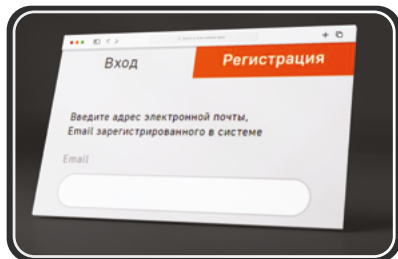 Вход
Регистрация
Введите адрес электронной почты,
Email зарегистрированного в системе
Email